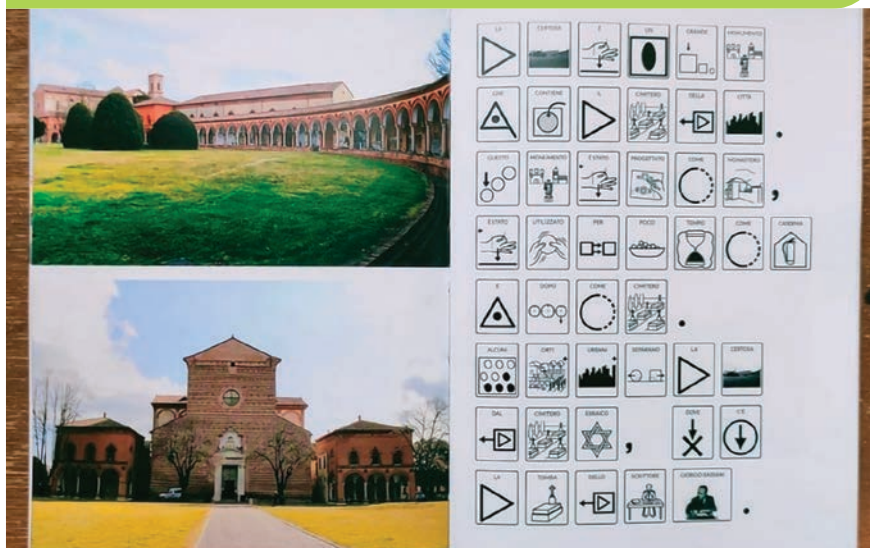 LA CERTOSA È UN GRANDE MONUMENTO
CHE CONTIENE IL CIMITERO DELLA CITTÀ .
QUESTO MONUMENTO È STATO PROGETTATO COME MONASTERO ,
È STATO UTILIZZATO PER POCO TEMPO COME CASERMA
E DOPO COME CIMITERO .
ALCUNI ORTI URBANI SEPARANO LA CERTOSA
DAL CIMITERO EBRAICO , DOVE C'È
LA TOMBA DELLO SCRITTORE GIORGIO BASSANI .